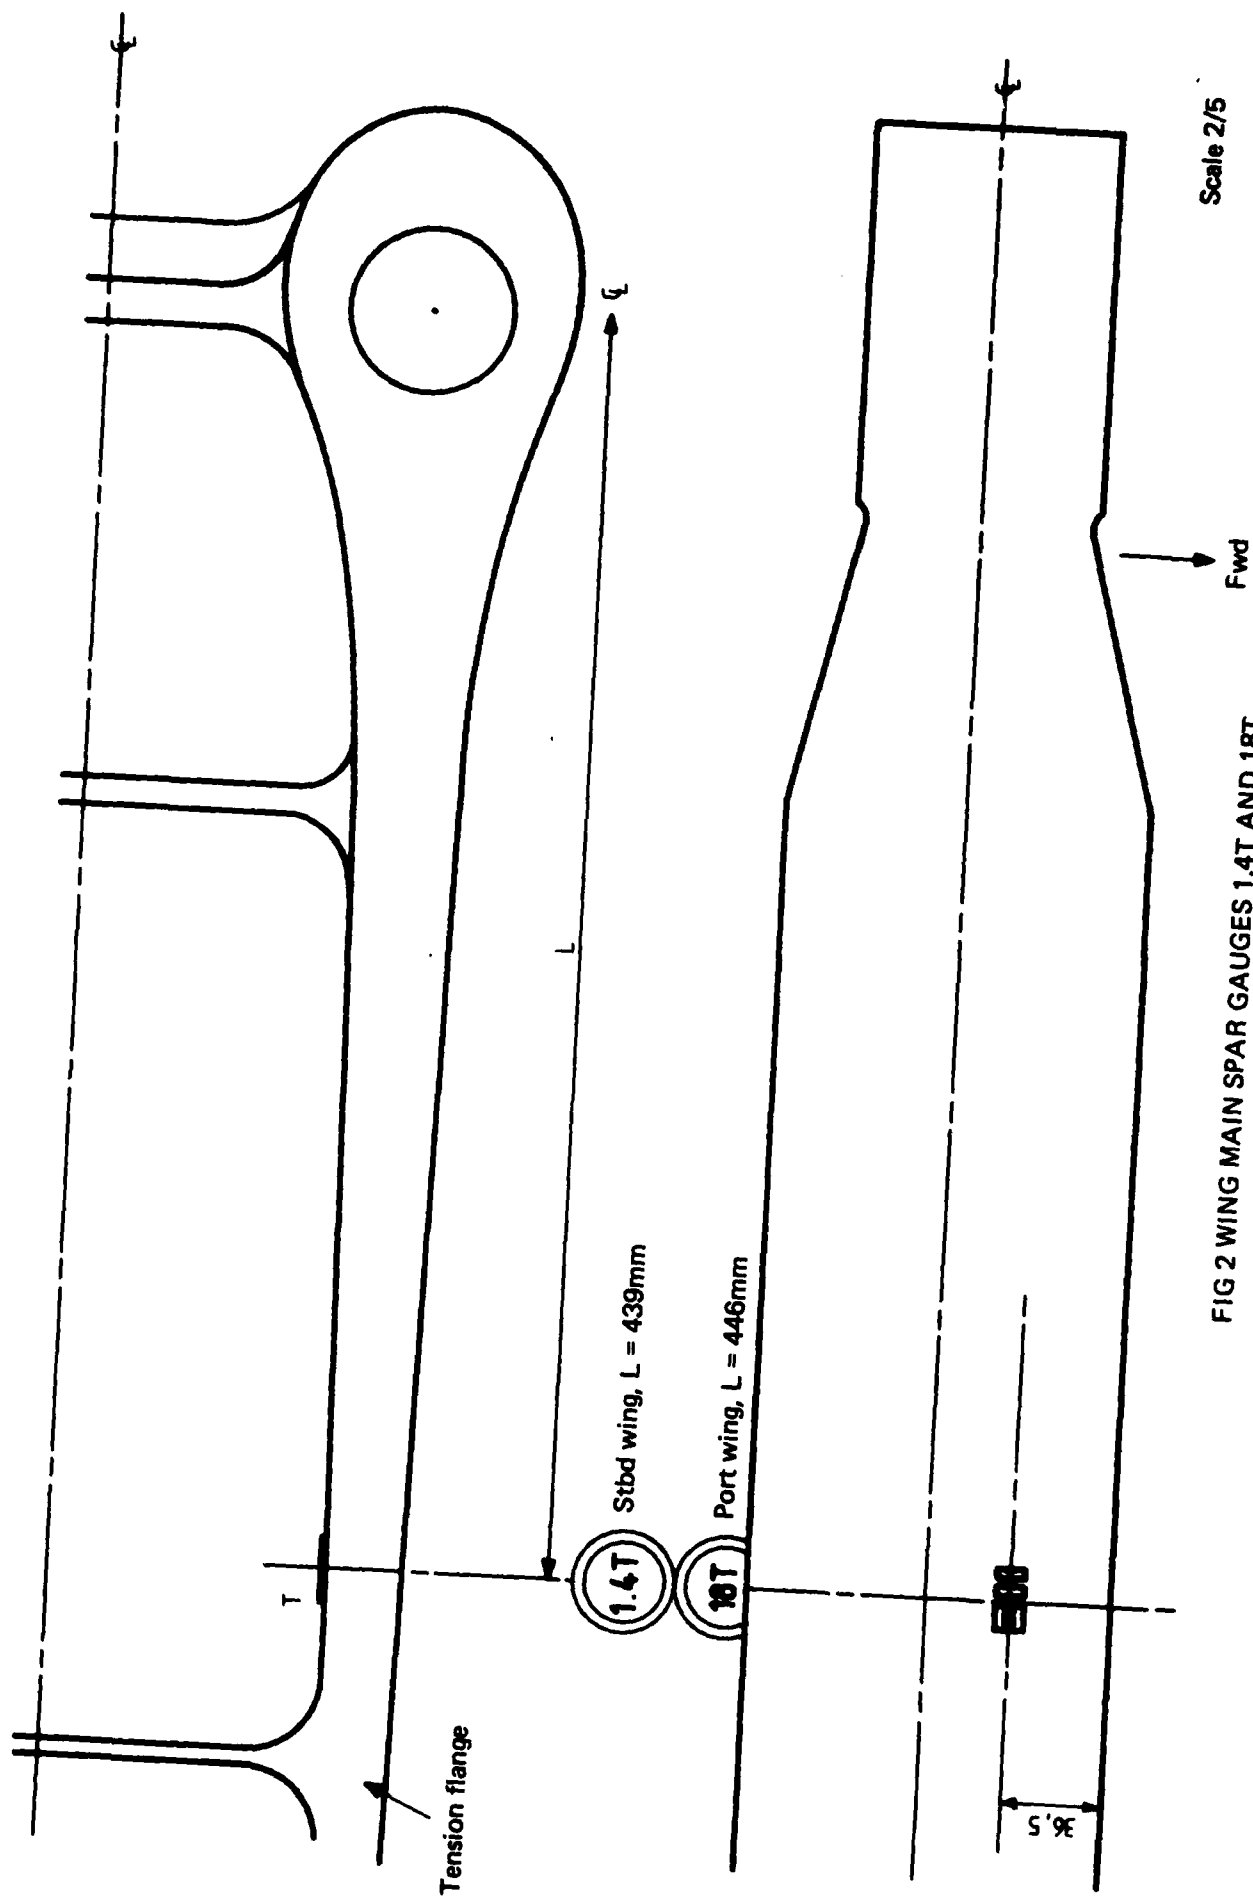 ℄
℄
L
T
Tension flange
1.4T
Stbd wing, L = 439mm
18T
Port wing, L = 446mm
℄
36,5
Fwd
Scale 2/5
FIG 2 WING MAIN SPAR GAUGES 1.4T AND 18T